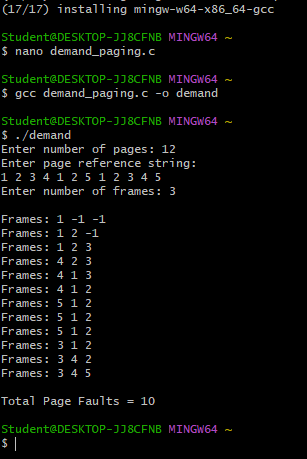 (17/17) installing mingw-w64-x86_64-gcc
Student@DESKTOP-JJ8CFNB MINGW64 ~
$ nano demand_paging.c
Student@DESKTOP-JJ8CFNB MINGW64 ~
$ gcc demand_paging.c -o demand
Student@DESKTOP-JJ8CFNB MINGW64 ~
$ ./demand
Enter number of pages: 12
Enter page reference string:
1 2 3 4 1 2 5 1 2 3 4 5
Enter number of frames: 3
Frames: 1 -1 -1
Frames: 1 2 -1
Frames: 1 2 3
Frames: 4 2 3
Frames: 4 1 3
Frames: 4 1 2
Frames: 5 1 2
Frames: 5 1 2
Frames: 5 1 2
Frames: 3 1 2
Frames: 3 4 2
Frames: 3 4 5
Total Page Faults = 10
Student@DESKTOP-JJ8CFNB MINGW64 ~
$